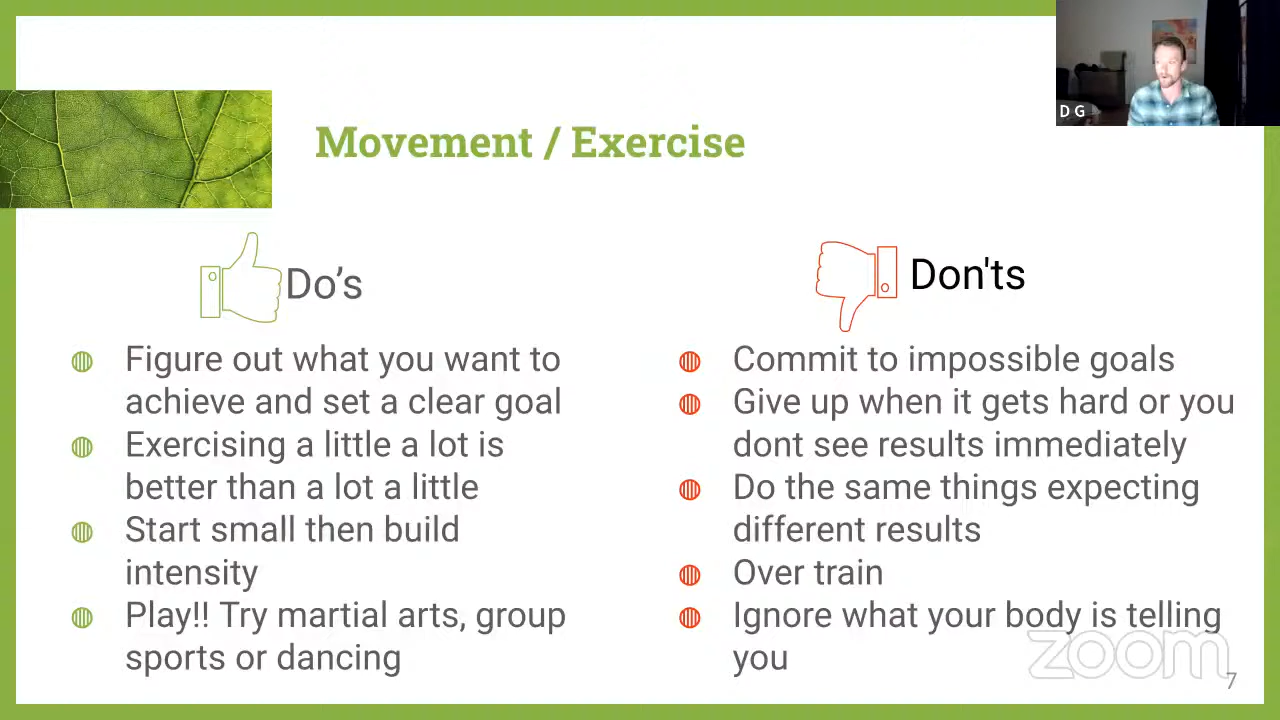 D G
Movement / Exercise
Do’s
Figure out what you want to
achieve and set a clear goal
Exercising a little a lot is
better than a lot a little
Start small then build
intensity
Play!! Try martial arts, group
sports or dancing
Don'ts
Commit to impossible goals
Give up when it gets hard or you
dont see results immediately
Do the same things expecting
different results
Over train
Ignore what your body is telling
you
zoom
7